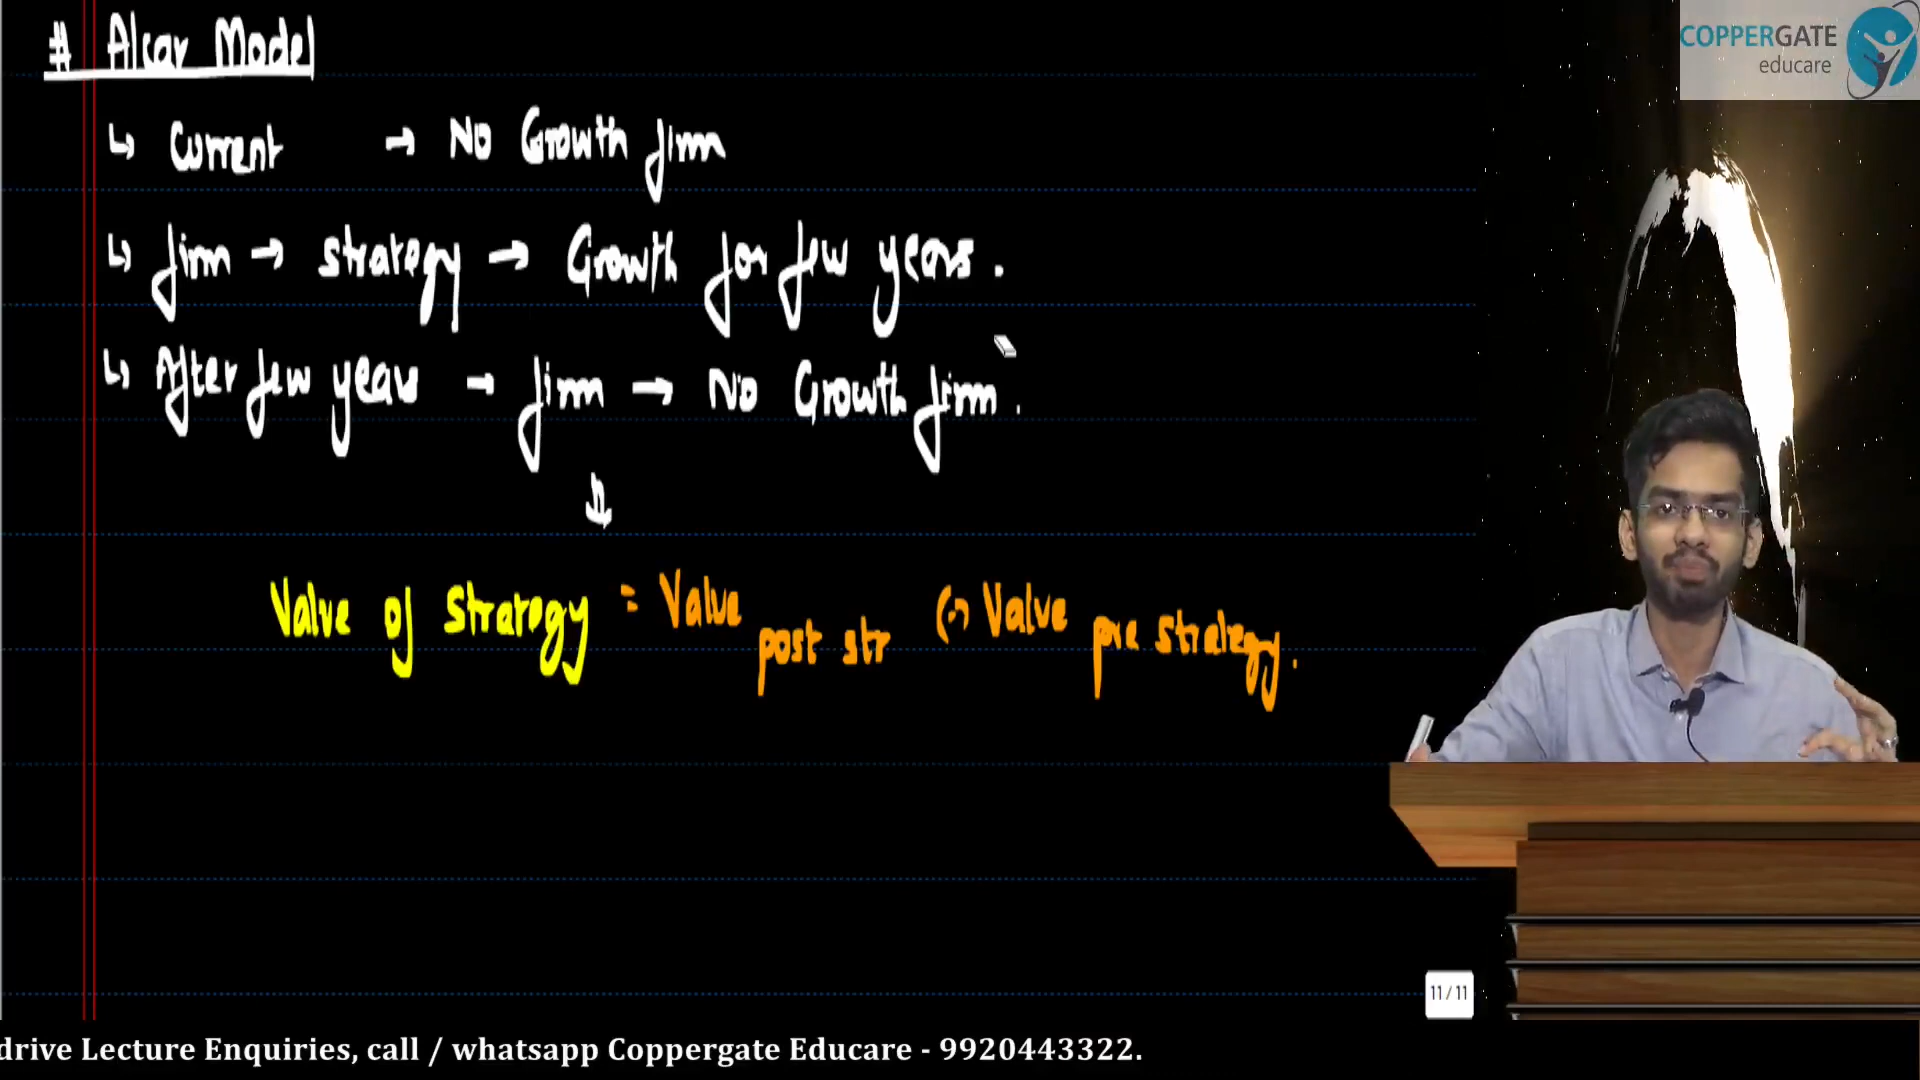 # Alcar Model
COPPERGATE
educare
↳ Current → No Growth firm
↳ firm → strategy → Growth for few years.
↳ After few years → firm → No Growth firm.
Value of strategy = Value post str (-) Value pre strategy.
11/11
drive Lecture Enquiries, call / whatsapp Coppergate Educare - 9920443322.